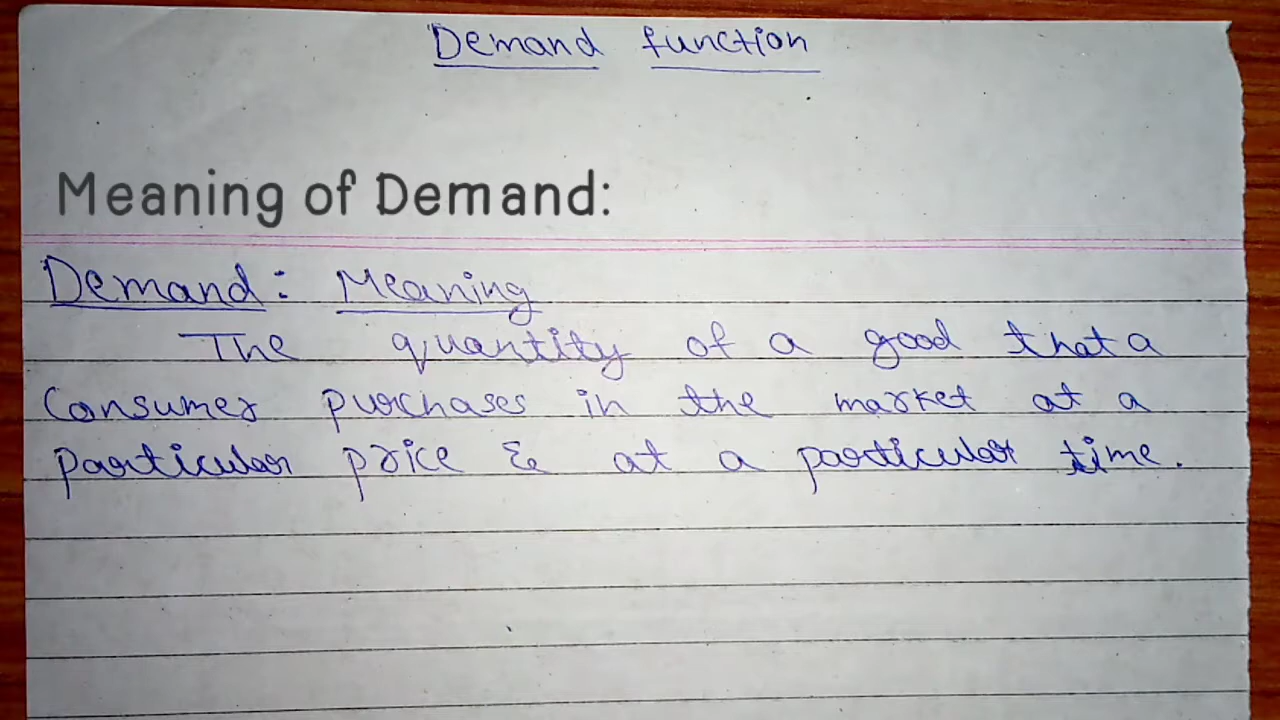 Demand function
Meaning of Demand:
Demand: Meaning
The quantity of a good that a
Consumer purchases in the market at a
particular price & at a particular time.